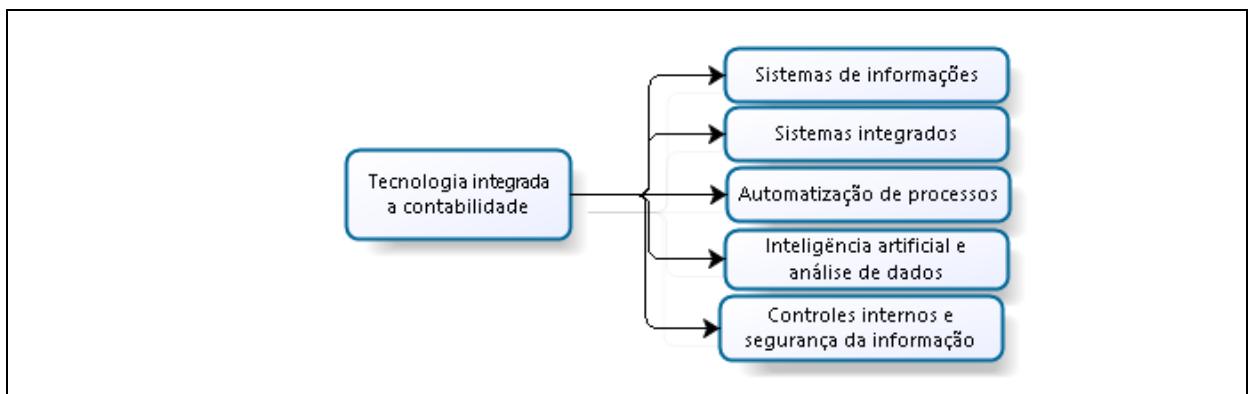 Sistemas de informações
Sistemas integrados
Tecnologia integrada
a contabilidade
Automatização de processos
Inteligência artificial e
análise de dados
Controles internos e
segurança da informação